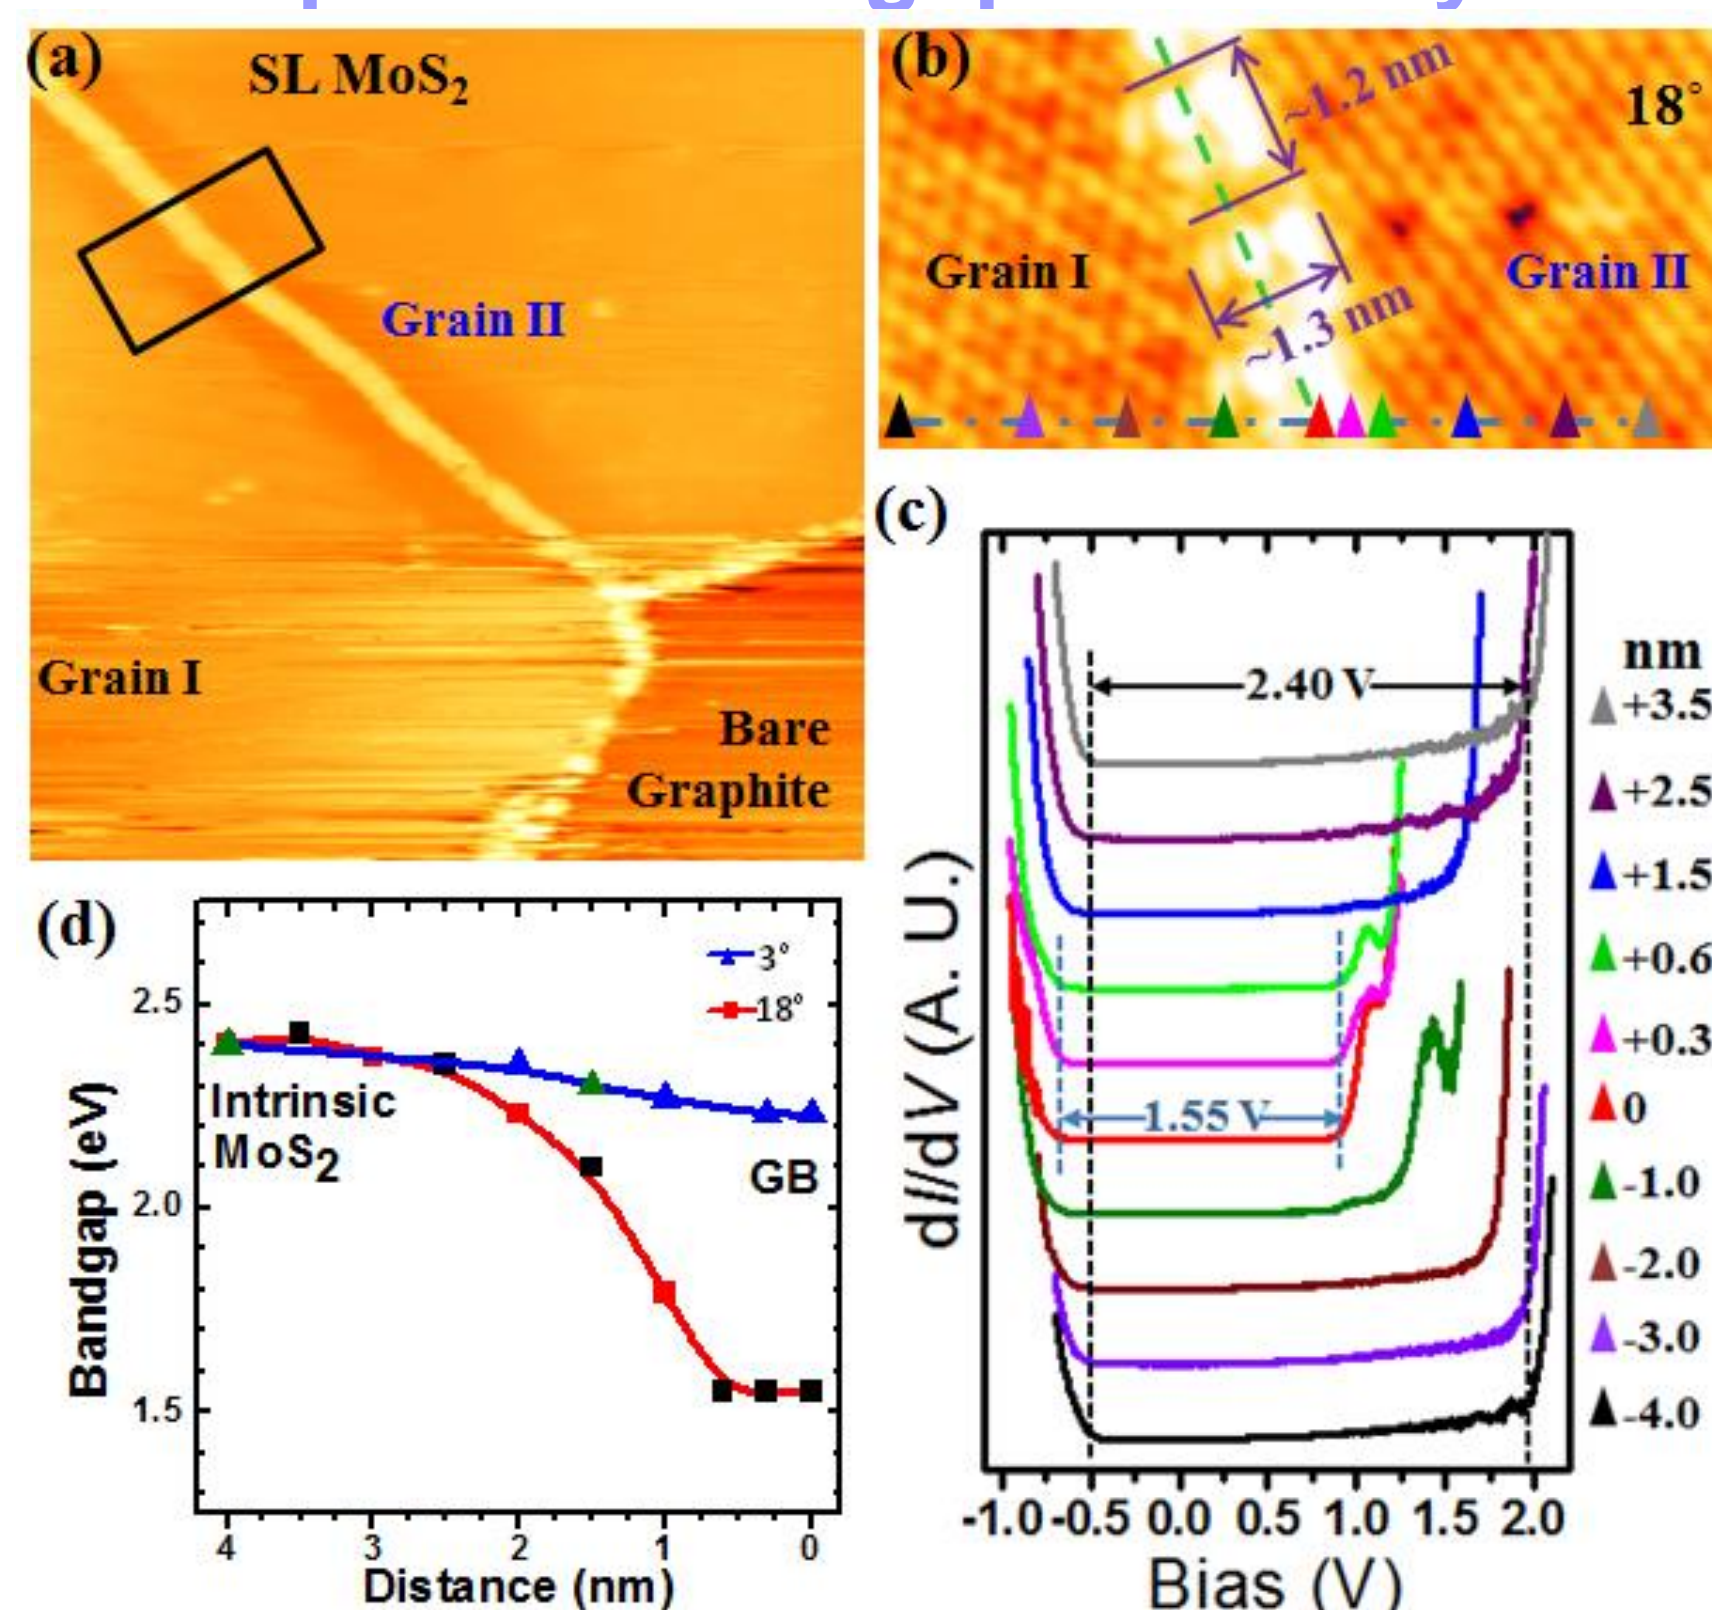 (a)
SL MoS₂
Grain II
Grain I
Bare
Graphite
(b)
18°
~1.2 nm
Grain I
Grain II
~1.3 nm
(c)
2.40 V
1.55 V
nm
+3.5
+2.5
+1.5
+0.6
+0.3
0
-1.0
-2.0
-3.0
-4.0
dI/dV (A. U.)
-1.0 -0.5 0.0 0.5 1.0 1.5 2.0
Bias (V)
(d)
3°
18°
2.5
2.0
1.5
Intrinsic
MoS₂
GB
Bandgap (eV)
4 3 2 1 0
Distance (nm)